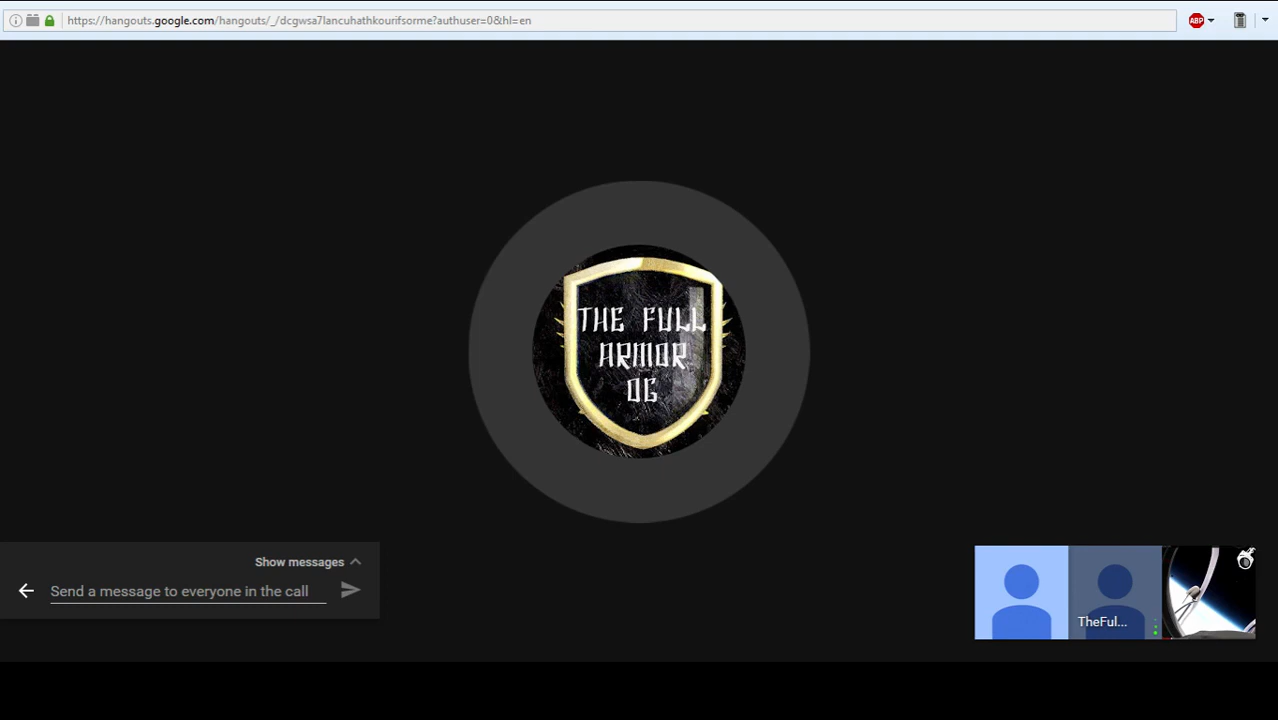 https://hangouts.google.com/hangouts/_/dcgwsa7lancuhathkourifsorme?authuser=0&hl=en
ABP
THE FULL
ARMOR
OG
Show messages
Send a message to everyone in the call
TheFul...